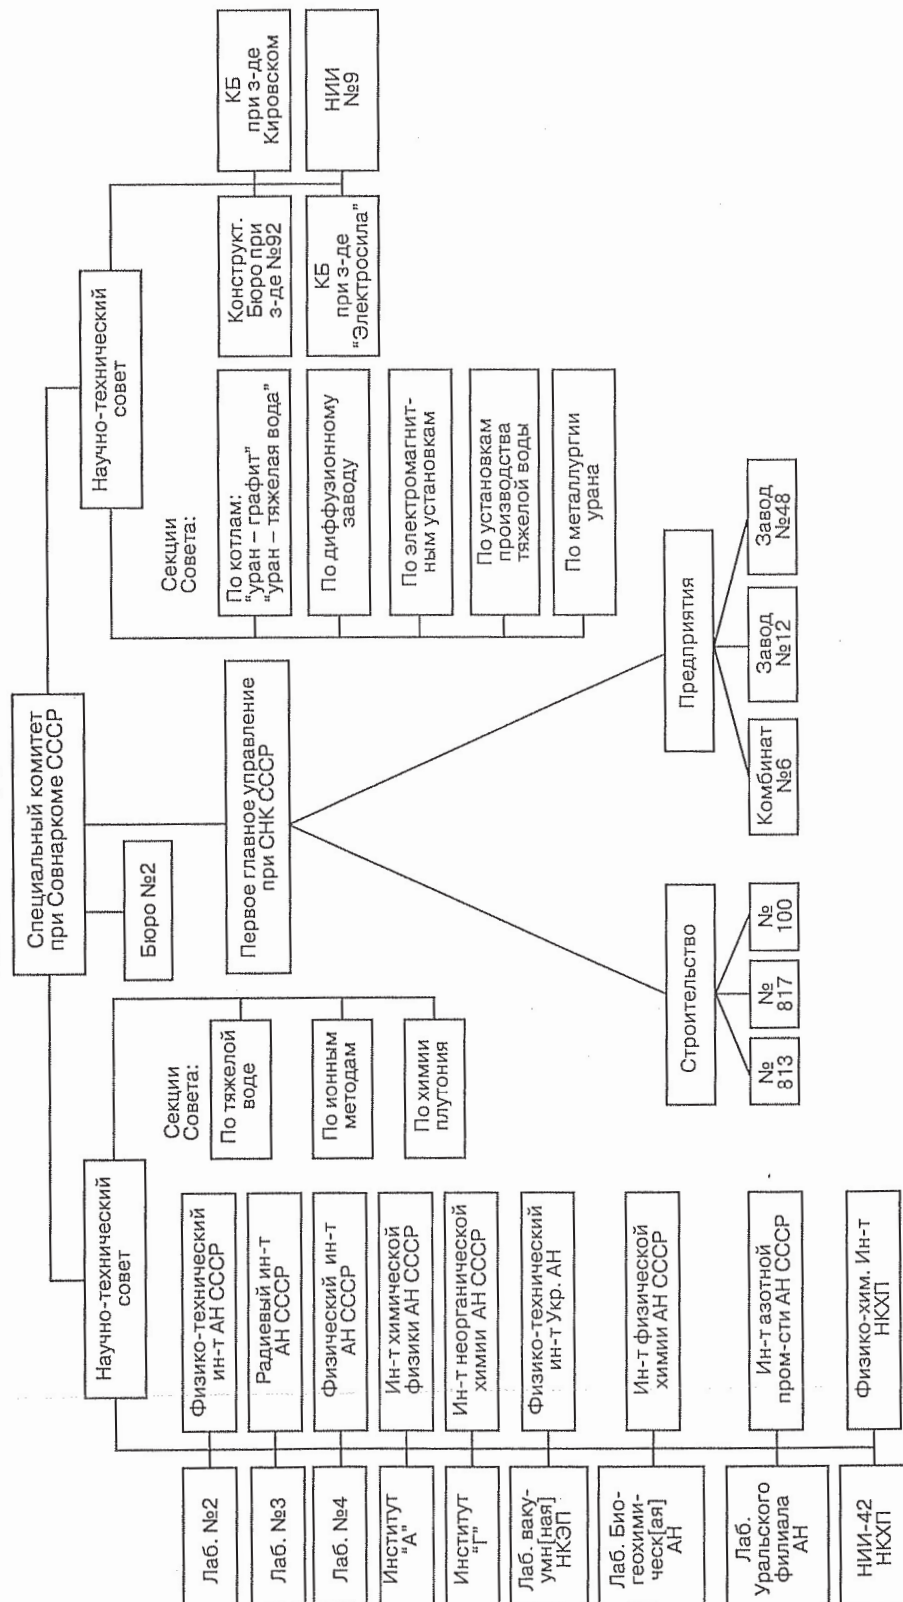 Специальный комитет
при Совнаркоме СССР
Научно-технический
совет
Бюро №2
Научно-технический
совет
Секции
Совета:
По тяжелой
воде
По ионным
методам
По химии
плутония
Лаб. №2
Физико-технический
ин-т АН СССР
Лаб. №3
Радиевый ин-т
АН СССР
Лаб. №4
Физический ин-т
АН СССР
Институт
“А”
Ин-т химической
физики АН СССР
Институт
“Г”
Ин-т неорганической
химии АН СССР
Лаб. ваку-
умн[ная]
НКЭП
Физико-технический
ин-т Укр. АН
Лаб. Био-
геохими-
ческ[ая]
АН
Ин-т физической
химии АН СССР
Лаб.
Уральского
филиала
АН
Ин-т азотной
пром-сти АН СССР
НИИ-42
НКХП
Физико-хим. Ин-т
НКХП
Первое главное управление
при СНК СССР
Строительство
№
813
№
817
№
100
Предприятия
Комбинат
№6
Завод
№12
Завод
№48
Секции
Совета:
По котлам:
“уран – графит”
“уран – тяжелая вода”
По диффузионному
заводу
По электромагнит-
ным установкам
По установкам
производства
тяжелой воды
По металлургии
урана
Конструкт.
Бюро при
з-де №92
КБ
при з-де
Кировском
КБ
при з-де
“Электросила”
НИИ
№9